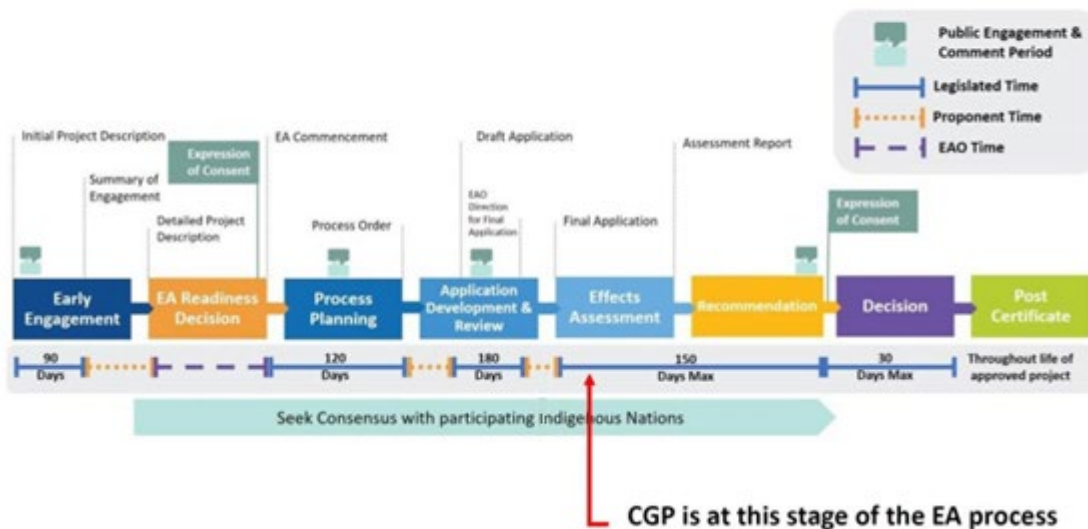 Public Engagement &
Comment Period
Legislated Time
Proponent Time
EAO Time
Initial Project Description
Summary of
Engagement
Detailed Project
Description
Expression
of Consent
EA Commencement
Process Order
Draft Application
EAO
Direction
for Final
Application
Final Application
Assessment Report
Expression
of Consent
Early
Engagement
EA Readiness
Decision
Process
Planning
Application
Development &
Review
Effects
Assessment
Recommendation
Decision
Post
Certificate
90
Days
120
Days
180
Days
150
Days Max
30
Days Max
Throughout life of
approved project
Seek Consensus with participating Indigenous Nations
CGP is at this stage of the EA process